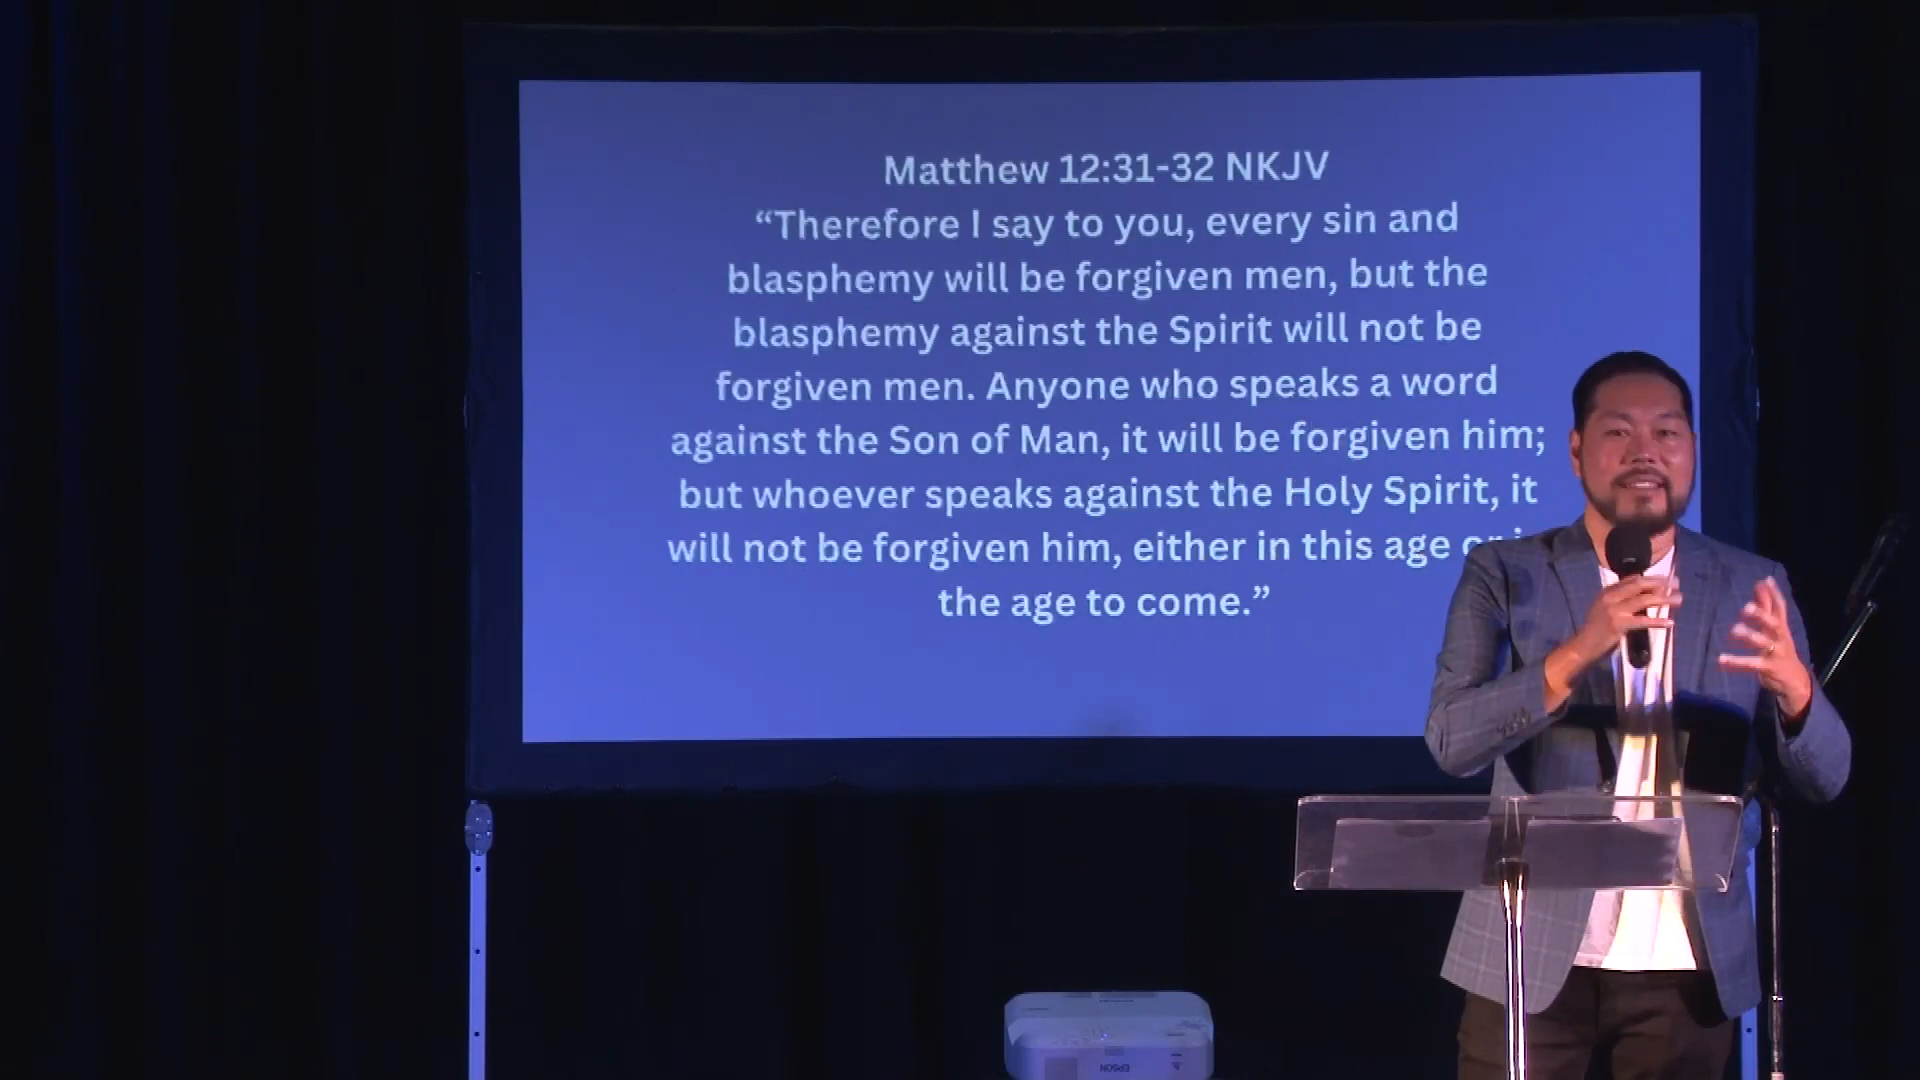 Matthew 12:31-32 NKJV
“Therefore I say to you, every sin and
blasphemy will be forgiven men, but the
blasphemy against the Spirit will not be
forgiven men. Anyone who speaks a word
against the Son of Man, it will be forgiven him;
but whoever speaks against the Holy Spirit, it
will not be forgiven him, either in this age or in
the age to come.”
EPSON